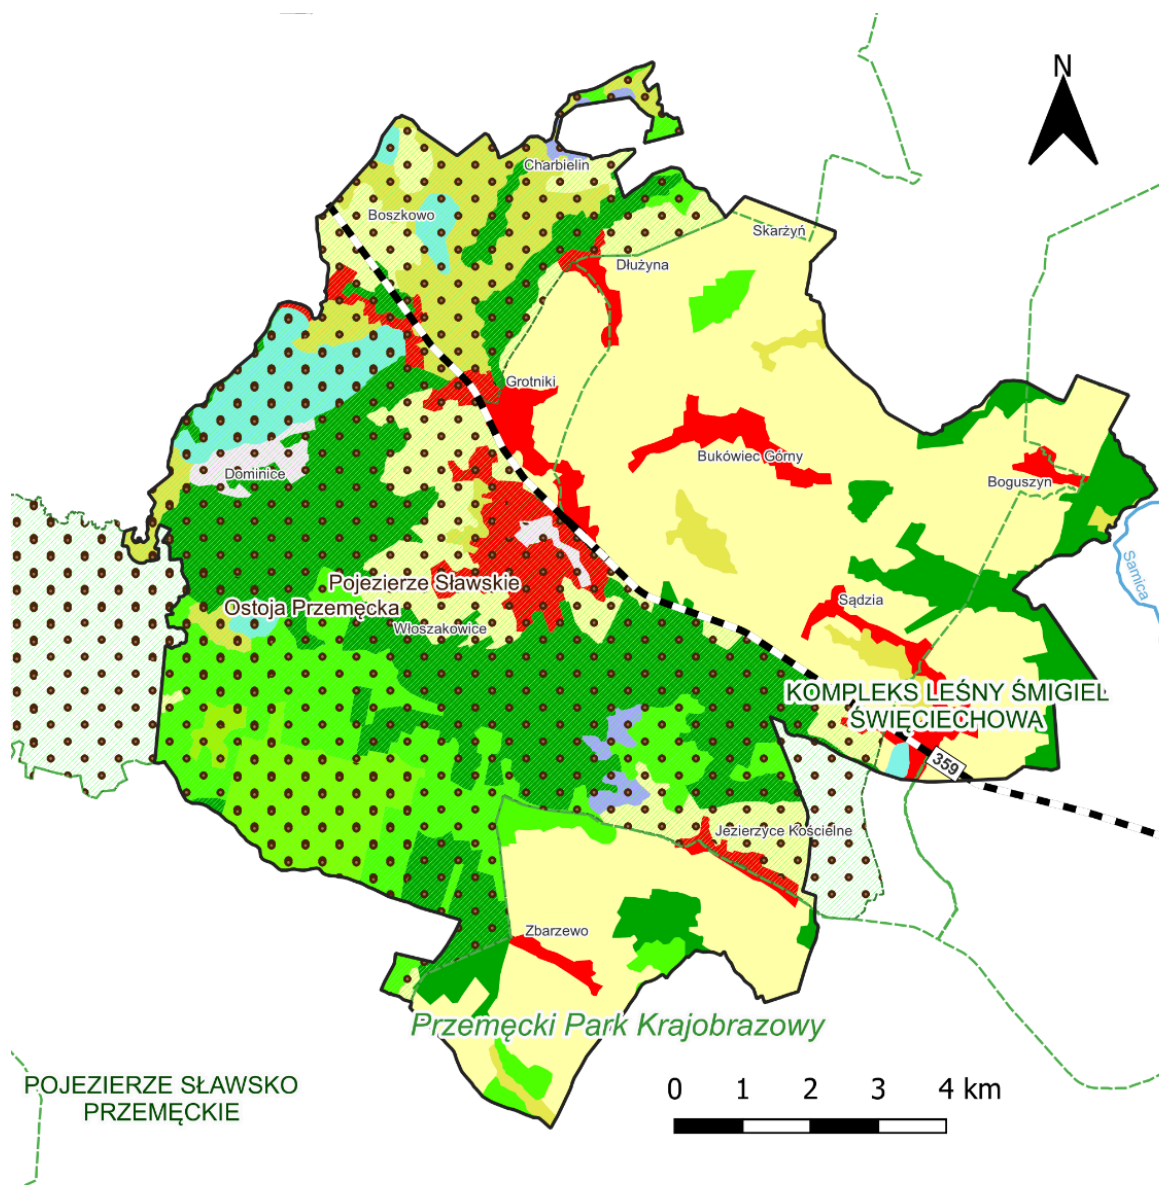 N
Charbielin
Boszkowo
Skarżyń
Dłużyna
Grotniki
Bukówiec Górny
Dominice
Boguszyn
Samica
Pojezierze Sławskie
Ostoja Przemęcka
Włoszakowice
Sądzia
KOMPLEKS LEŚNY ŚMIGIEL
ŚWIĘCIECHOWA
359
Jezierzyce Kościelne
Zbarzewo
Przemęcki Park Krajobrazowy
POJEZIERZE SŁAWSKO
PRZEMĘCKIE
0 1 2 3 4 km